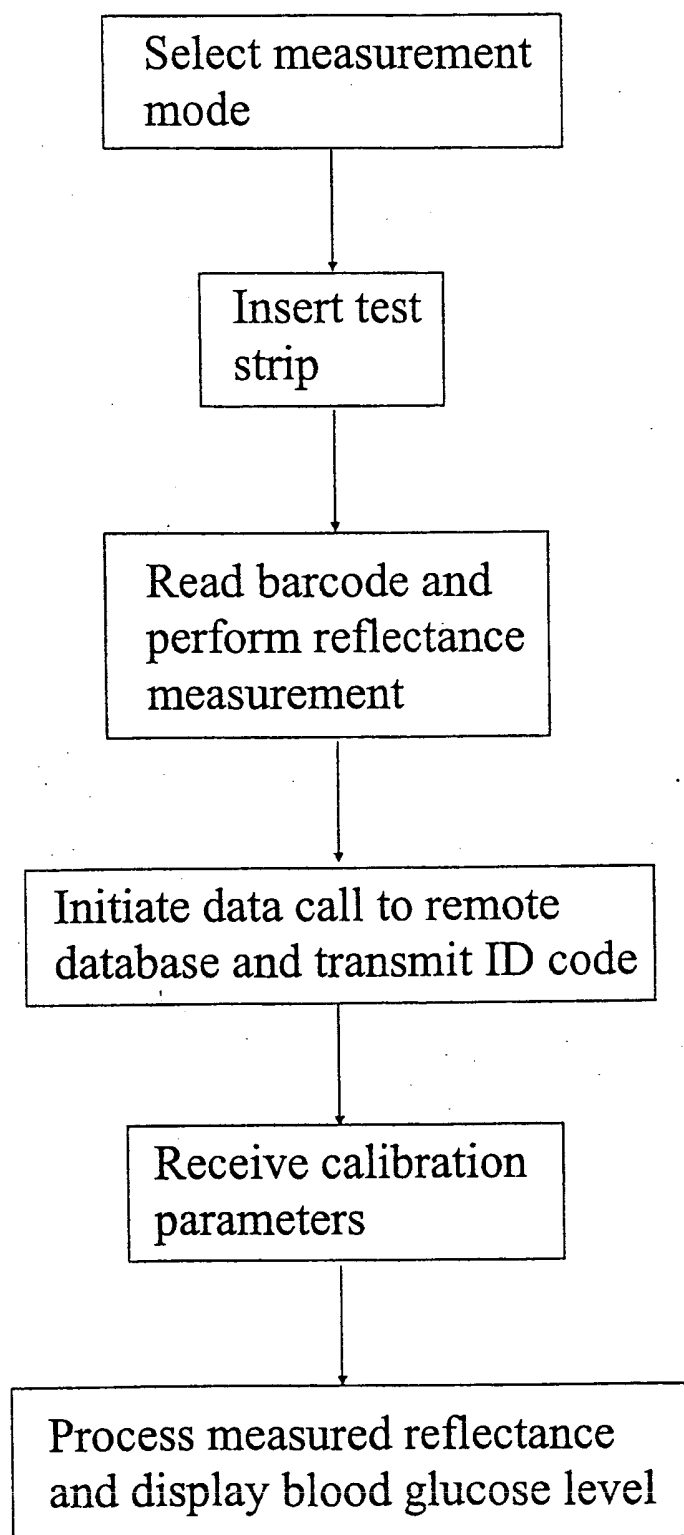 Select measurement
mode
Insert test
strip
Read barcode and
perform reflectance
measurement
Initiate data call to remote
database and transmit ID code
Receive calibration
parameters
Process measured reflectance
and display blood glucose level